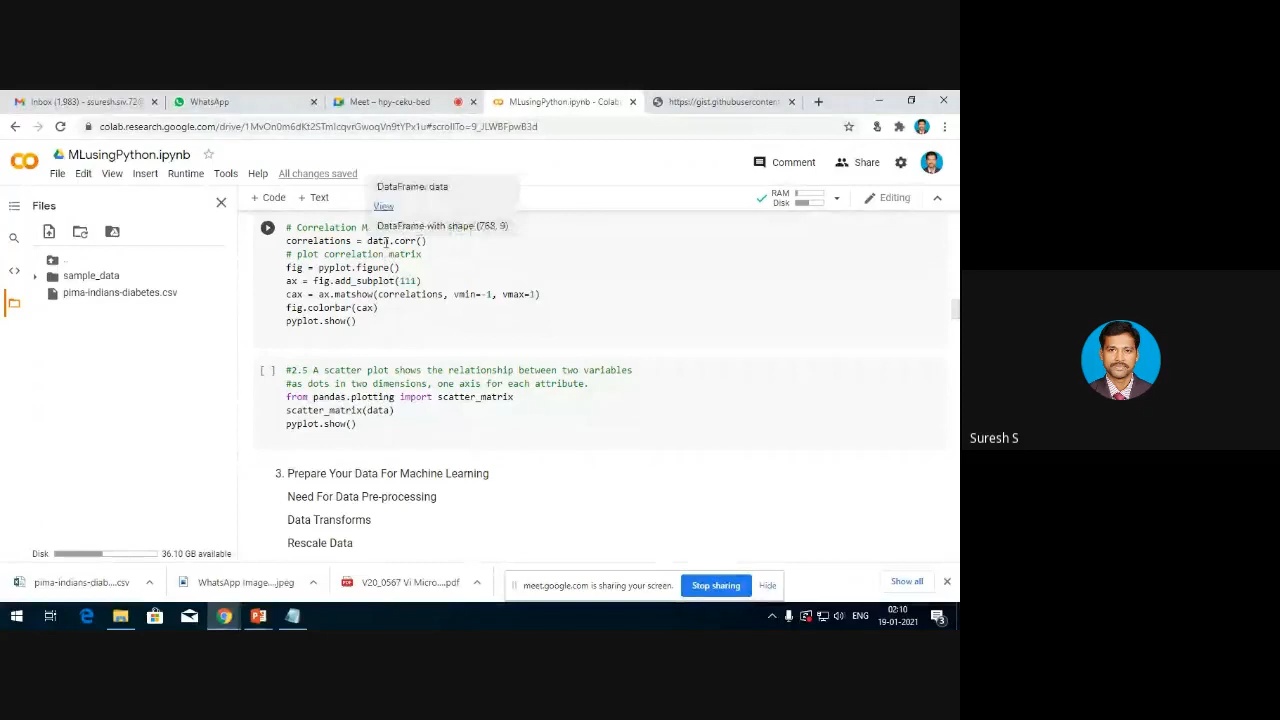 Inbox (1,983) - ssuresh.siv.72@
WhatsApp
Meet – hpy-ceku-bed
MLusingPython.ipynb - Colab
https://gist.githubusercontent
colab.research.google.com/drive/1MvOn0m6dKt2STmIcqvrGwoqVn9tYPx1u#scrollTo=9_JLWBFpwB3d
MLusingPython.ipynb
File Edit View Insert Runtime Tools Help All changes saved
Comment Share
Files
+ Code + Text
RAM
Disk
Editing
DataFrame: data
View
DataFrame with shape (768, 9)
..
sample_data
pima-indians-diabetes.csv
# Correlation M
correlations = data.corr()
# plot correlation matrix
fig = pyplot.figure()
ax = fig.add_subplot(111)
cax = ax.matshow(correlations, vmin=-1, vmax=1)
fig.colorbar(cax)
pyplot.show()
[ ] #2.5 A scatter plot shows the relationship between two variables
#as dots in two dimensions, one axis for each attribute.
from pandas.plotting import scatter_matrix
scatter_matrix(data)
pyplot.show()
3. Prepare Your Data For Machine Learning
Need For Data Pre-processing
Data Transforms
Rescale Data
Disk 36.10 GB available
pima-indians-diab....csv
WhatsApp Image....jpeg
V20_0567 Vi Micro....pdf
meet.google.com is sharing your screen.
Stop sharing
Hide
Show all
ENG
02:10
19-01-2021
3
Suresh S